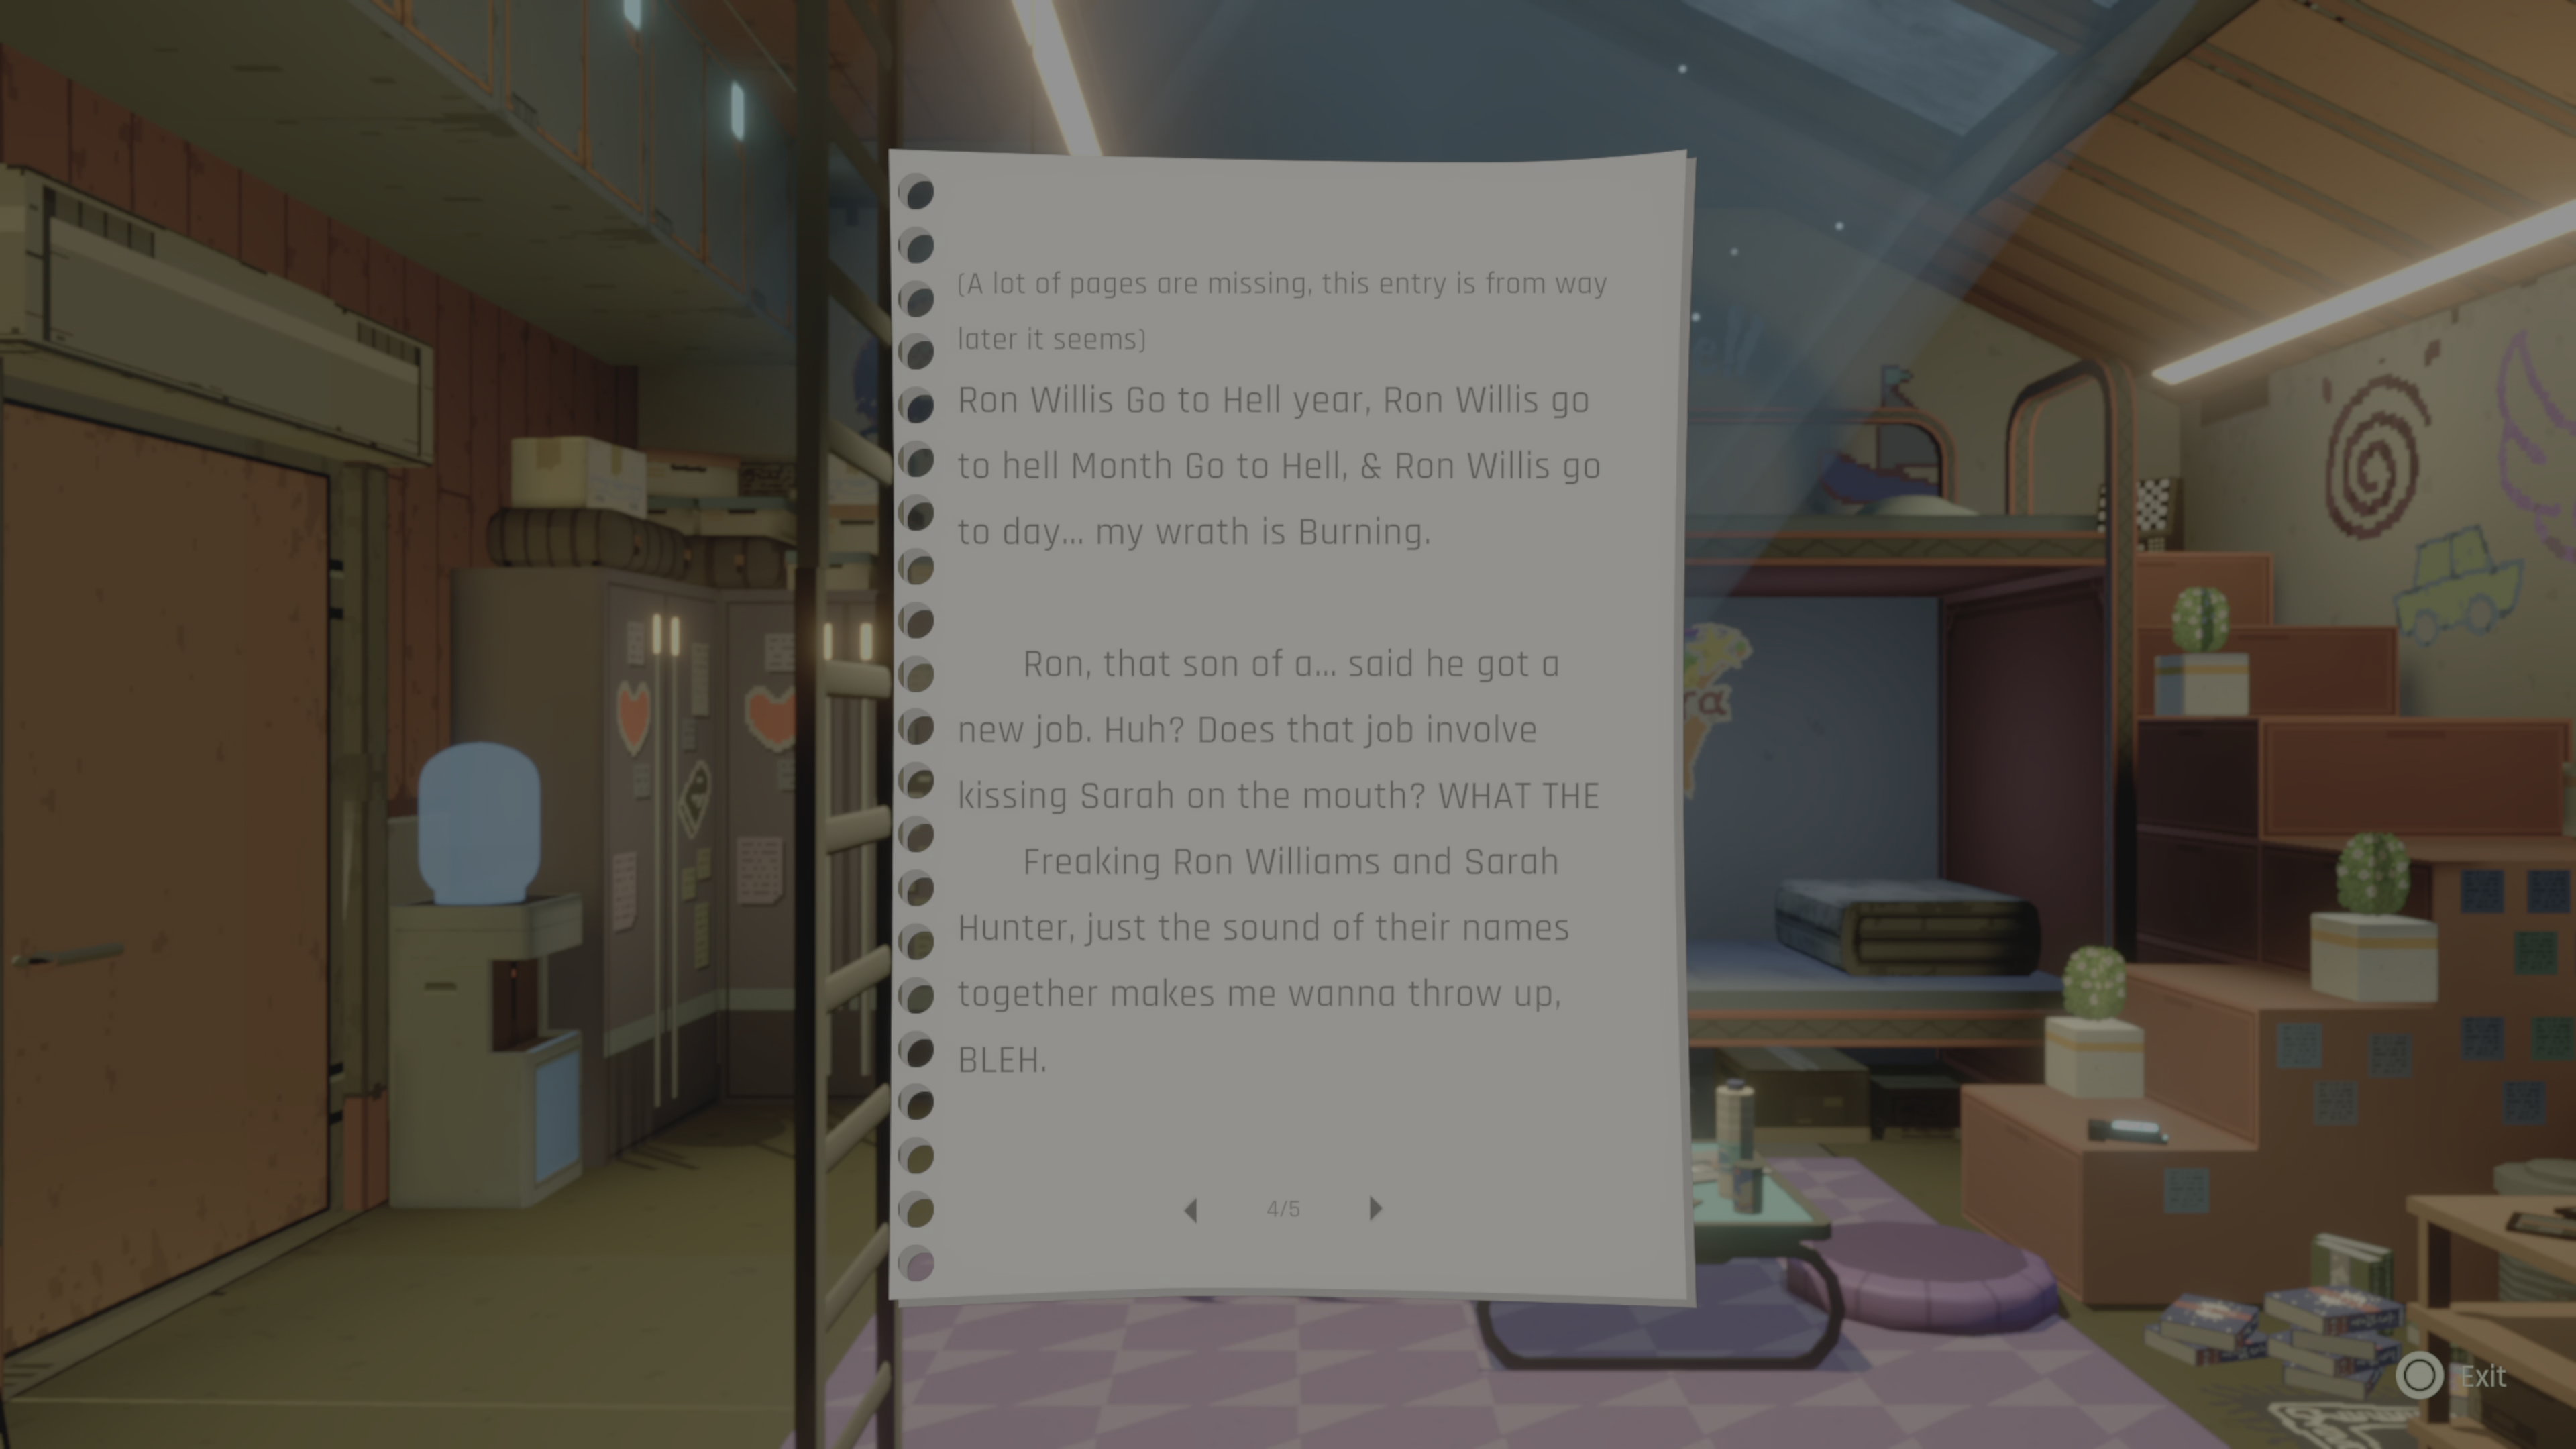 (A lot of pages are missing, this entry is from way
later it seems)
Ron Willis Go to Hell year, Ron Willis go
to hell Month Go to Hell, & Ron Willis go
to day... my wrath is Burning.
Ron, that son of a... said he got a
new job. Huh? Does that job involve
kissing Sarah on the mouth? WHAT THE
Freaking Ron Williams and Sarah
Hunter, just the sound of their names
together makes me wanna throw up,
BLEH.
4/5
Exit